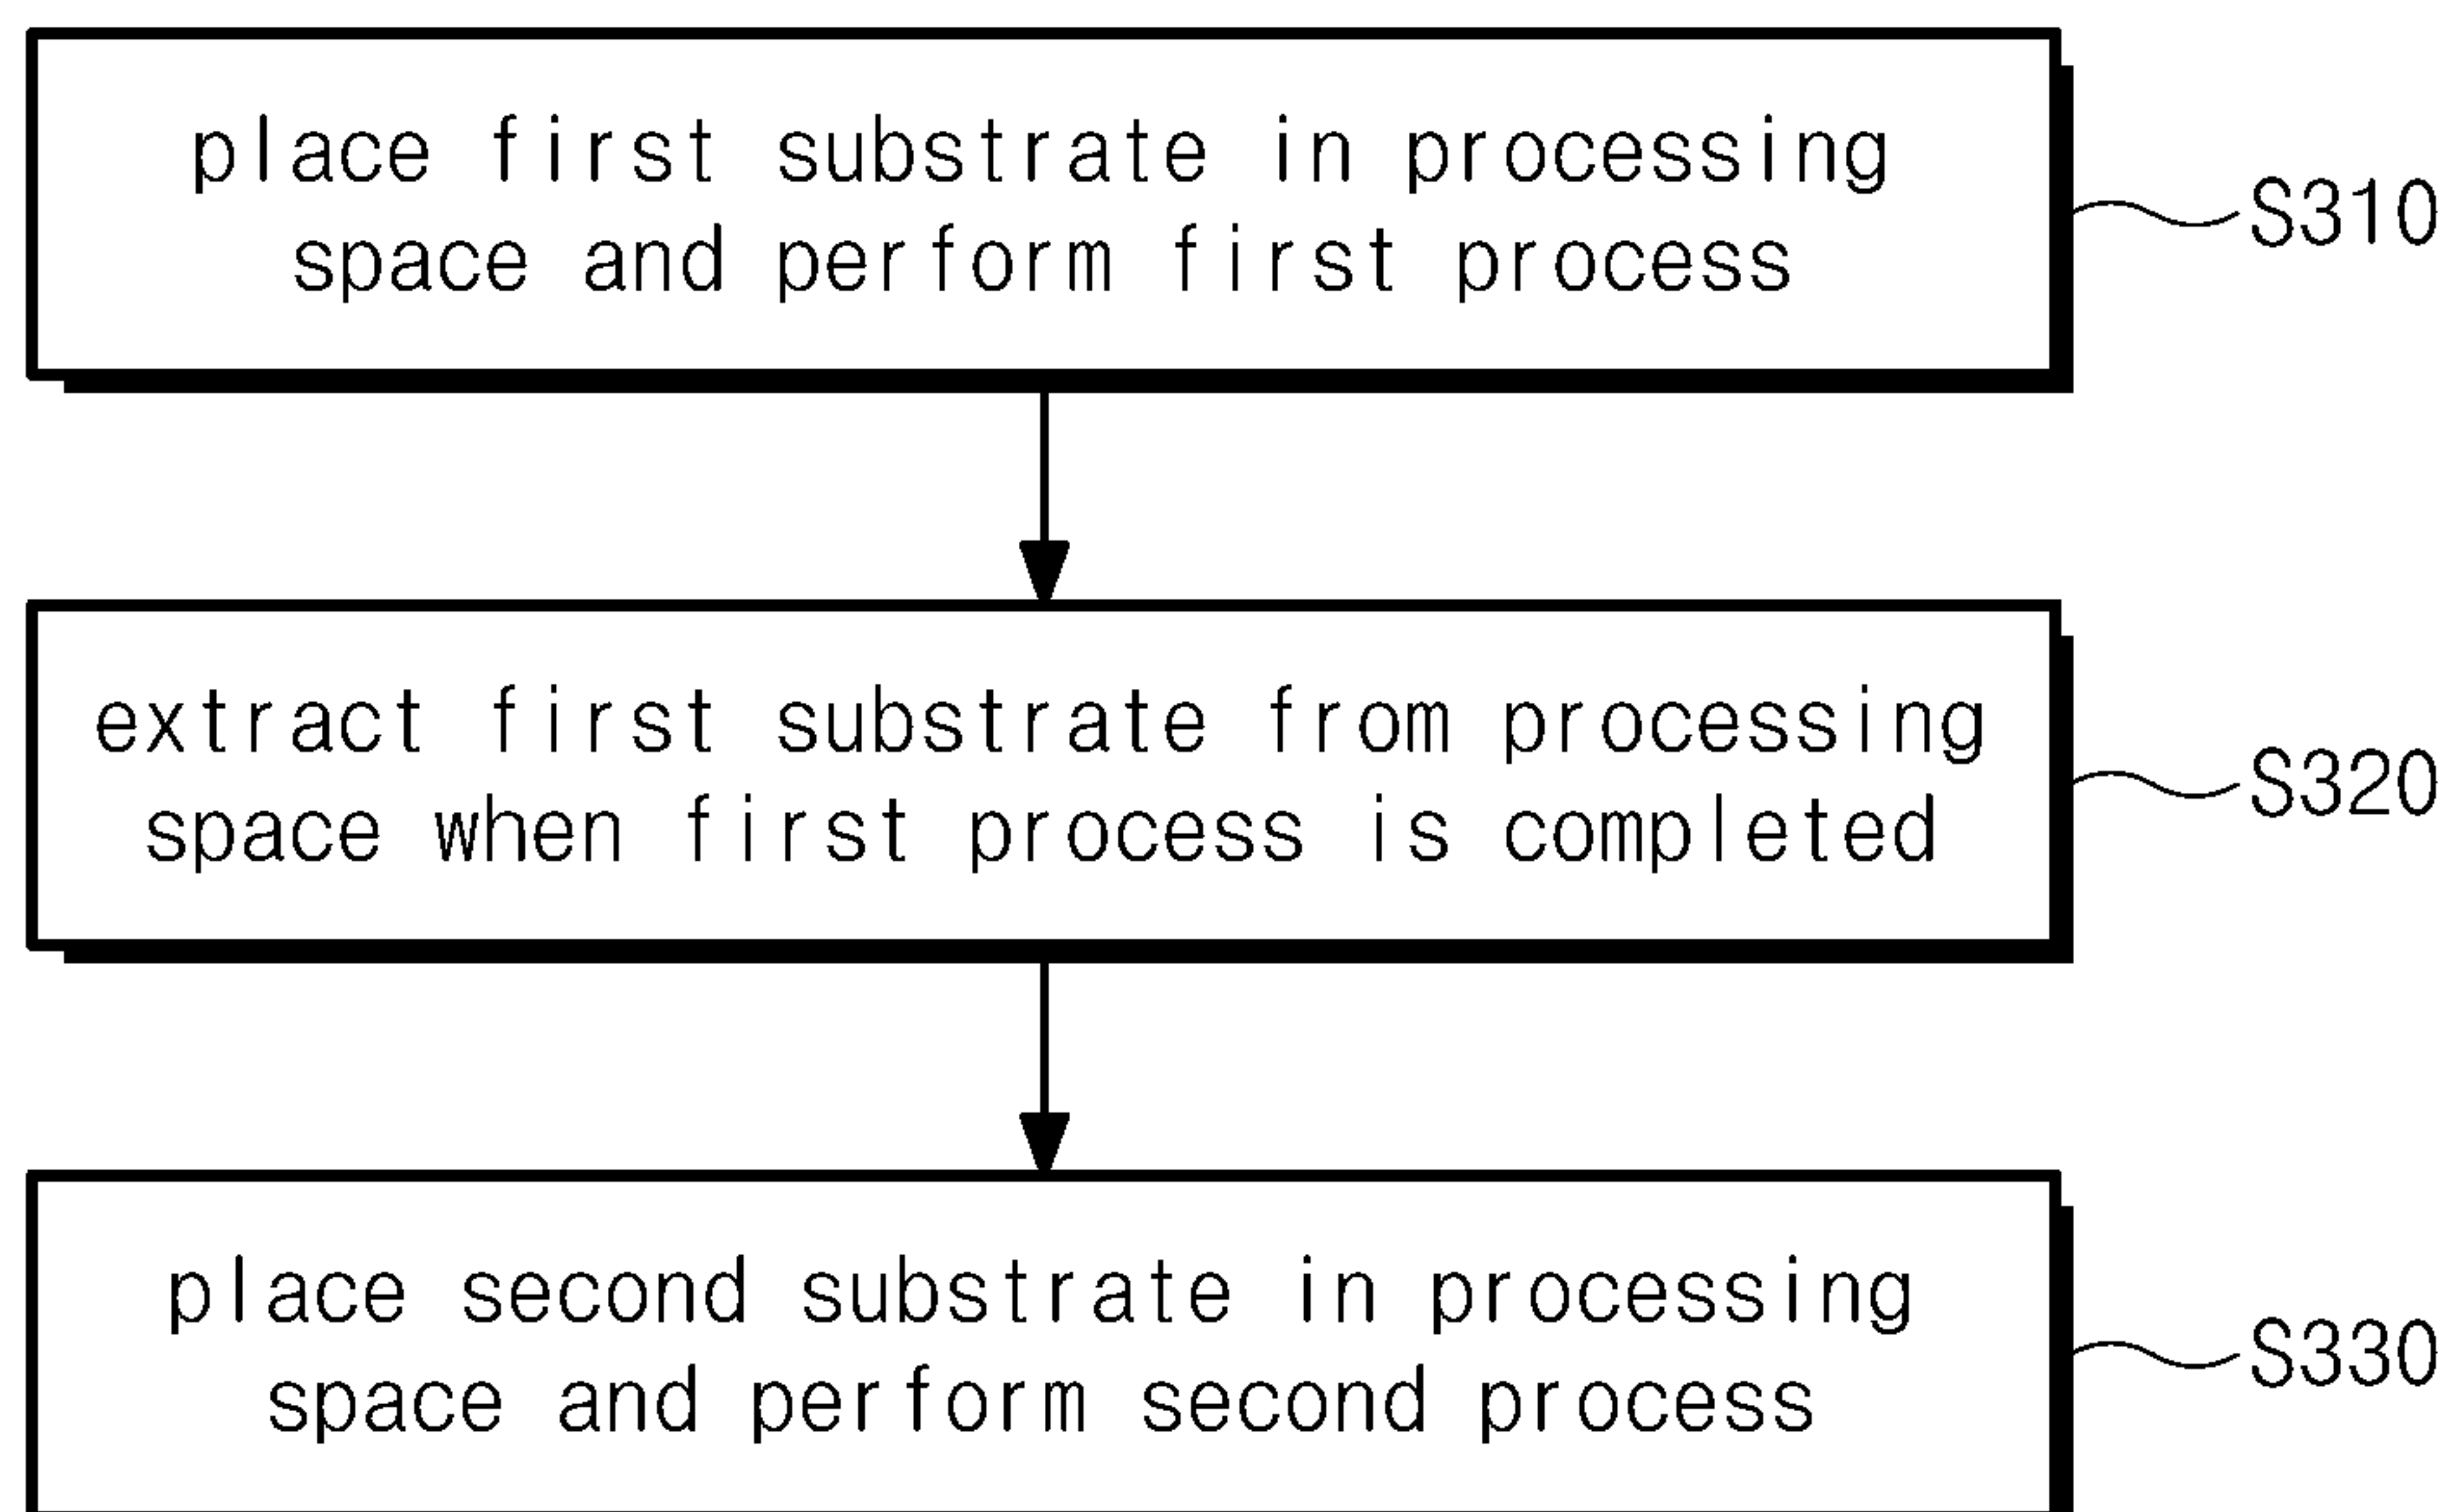 place first substrate in processing
space and perform first process
S310
extract first substrate from processing
space when first process is completed
S320
place second substrate in processing
space and perform second process
S330